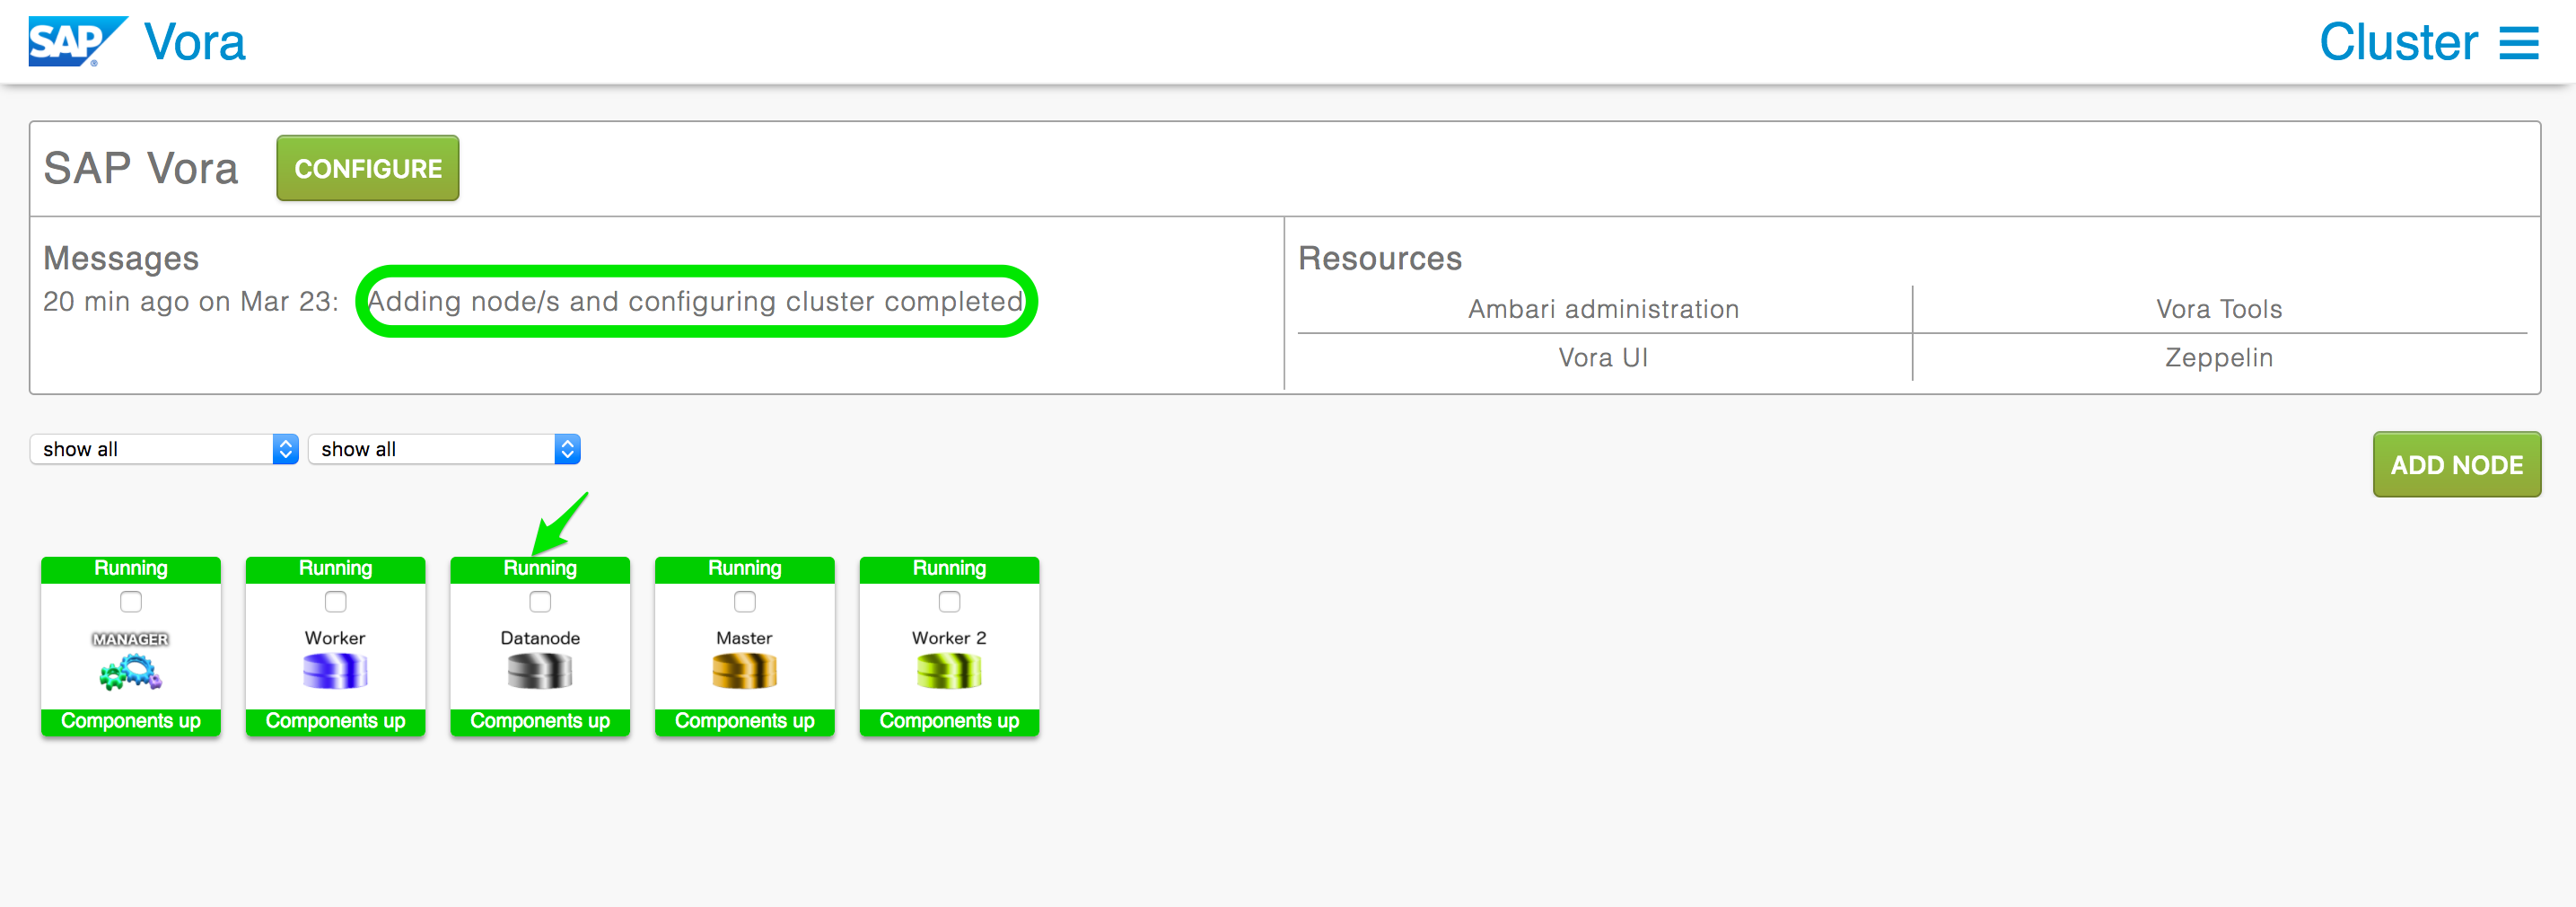 SAP Vora
Cluster
SAP Vora CONFIGURE
Messages
20 min ago on Mar 23: Adding node/s and configuring cluster completed
Resources
Ambari administration
Vora Tools
Vora UI
Zeppelin
show all
show all
ADD NODE
Running
MANAGER
Components up
Running
Worker
Components up
Running
Datanode
Components up
Running
Master
Components up
Running
Worker 2
Components up